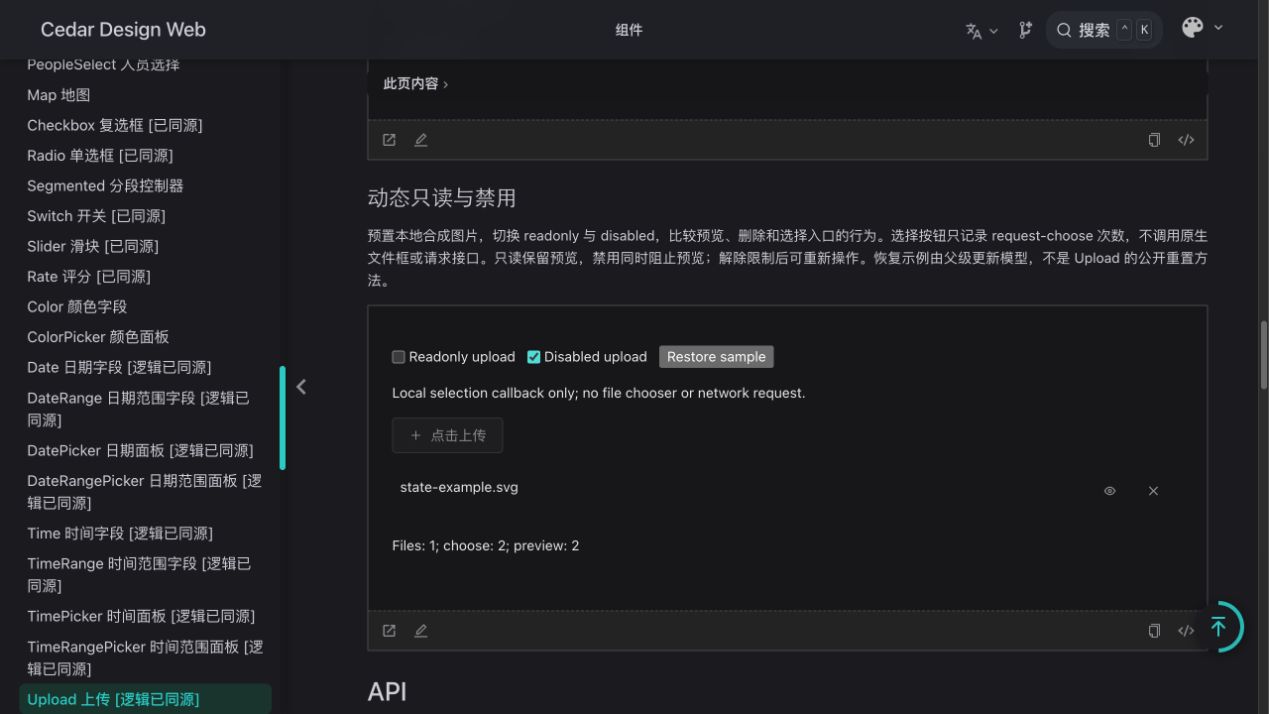 Cedar Design Web
组件
搜索 ^ K
PeopleSelect 人员选择
Map 地图
Checkbox 复选框 [已同源]
Radio 单选框 [已同源]
Segmented 分段控制器
Switch 开关 [已同源]
Slider 滑块 [已同源]
Rate 评分 [已同源]
Color 颜色字段
ColorPicker 颜色面板
Date 日期字段 [逻辑已同源]
DateRange 日期范围字段 [逻辑已
同源]
DatePicker 日期面板 [逻辑已同源]
DateRangePicker 日期范围面板 [逻
辑已同源]
Time 时间字段 [逻辑已同源]
TimeRange 时间范围字段 [逻辑已
同源]
TimePicker 时间面板 [逻辑已同源]
TimeRangePicker 时间范围面板 [逻
辑已同源]
Upload 上传 [逻辑已同源]
此页内容 ›
动态只读与禁用
预置本地合成图片，切换 readonly 与 disabled，比较预览、删除和选择入口的行为。选择按钮只记录 request-choose 次数，不调用原生
文件框或请求接口。只读保留预览，禁用同时阻止预览；解除限制后可重新操作。恢复示例由父级更新模型，不是 Upload 的公开重置方
法。
Readonly upload Disabled upload Restore sample
Local selection callback only; no file chooser or network request.
+ 点击上传
state-example.svg
Files: 1; choose: 2; preview: 2
API